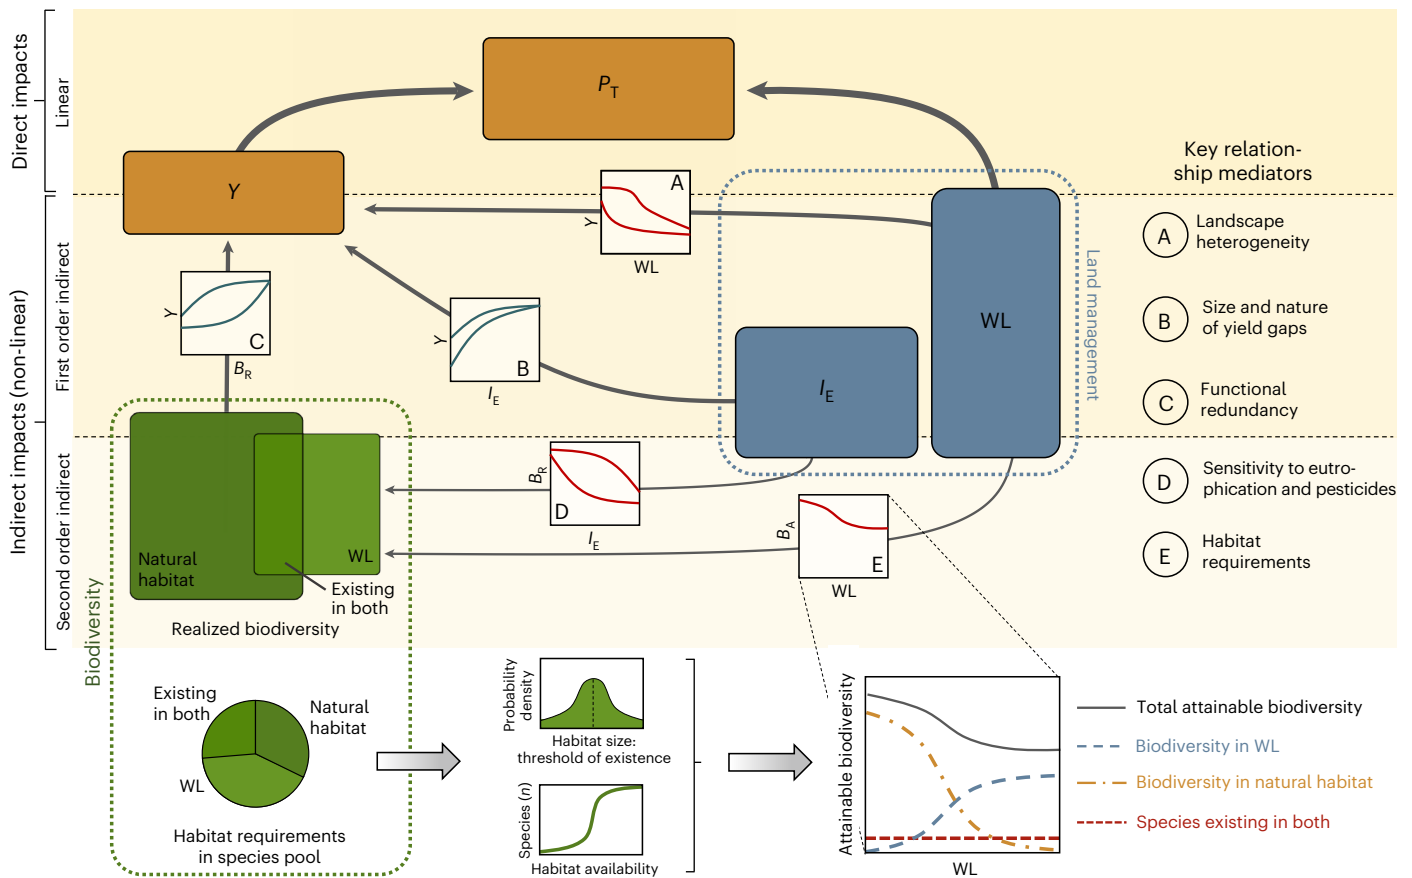 Direct impacts
Linear
P_T
Y
Key relation-
ship mediators
A
Y
WL
A
Landscape
heterogeneity
Indirect impacts (non-linear)
First order indirect
Land management
WL
I_E
Y
C
B_R
Y
B
I_E
B
Size and nature
of yield gaps
C
Functional
redundancy
Second order indirect
B_R
D
I_E
B_A
E
WL
D
Sensitivity to eutro-
phication and pesticides
E
Habitat
requirements
Natural
habitat
WL
Existing
in both
Realized biodiversity
Biodiversity
Existing
in both
Natural
habitat
WL
Habitat requirements
in species pool
Probability
density
Habitat size:
threshold of existence
Species (n)
Habitat availability
Attainable biodiversity
WL
Total attainable biodiversity
Biodiversity in WL
Biodiversity in natural habitat
Species existing in both